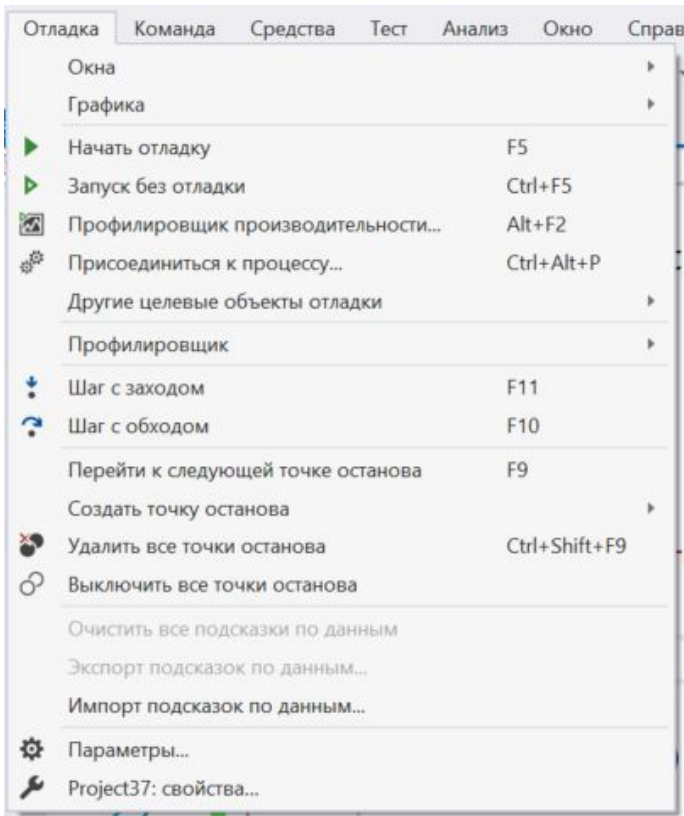 Отладка Команда Средства Тест Анализ Окно Справ
Окна
Графика
Начать отладку F5
Запуск без отладки Ctrl+F5
Профилировщик производительности... Alt+F2
Присоединиться к процессу... Ctrl+Alt+P
Другие целевые объекты отладки
Профилировщик
Шаг с заходом F11
Шаг с обходом F10
Перейти к следующей точке останова F9
Создать точку останова
Удалить все точки останова Ctrl+Shift+F9
Выключить все точки останова
Очистить все подсказки по данным
Экспорт подсказок по данным...
Импорт подсказок по данным...
Параметры...
Project37: свойства...